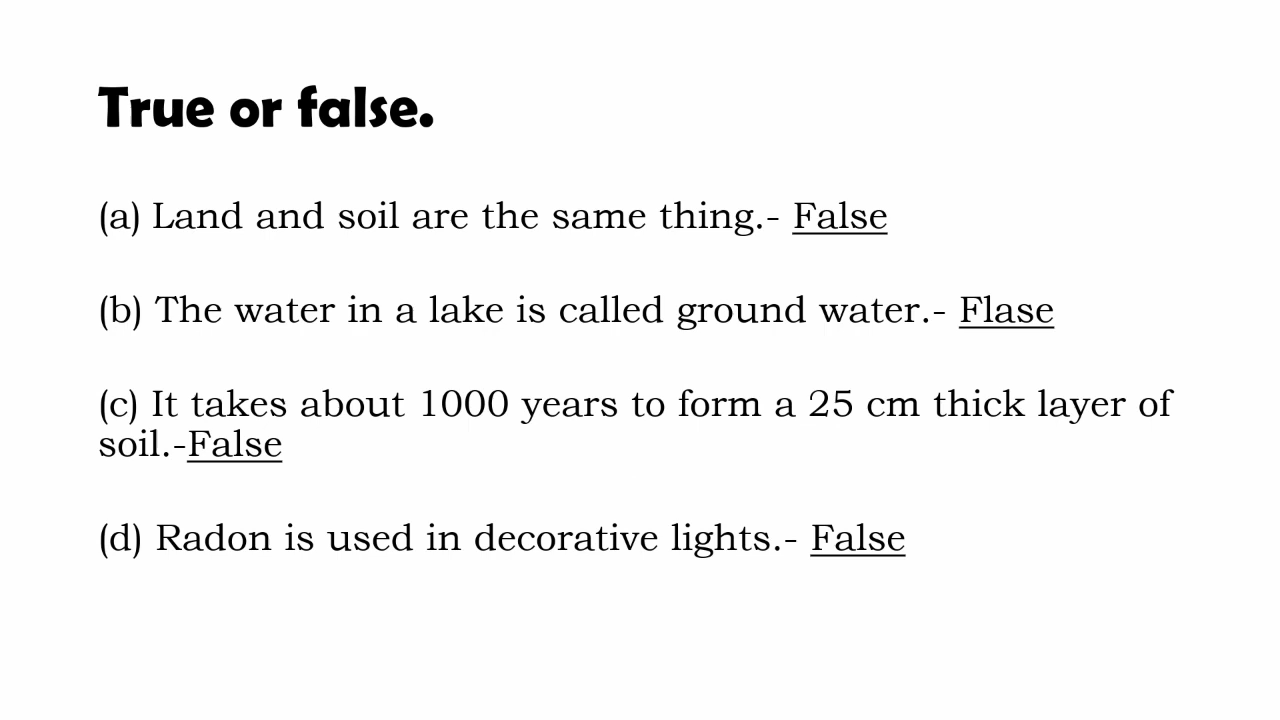 True or false.
(a) Land and soil are the same thing.- False
(b) The water in a lake is called ground water.- Flase
(c) It takes about 1000 years to form a 25 cm thick layer of
soil.-False
(d) Radon is used in decorative lights.- False